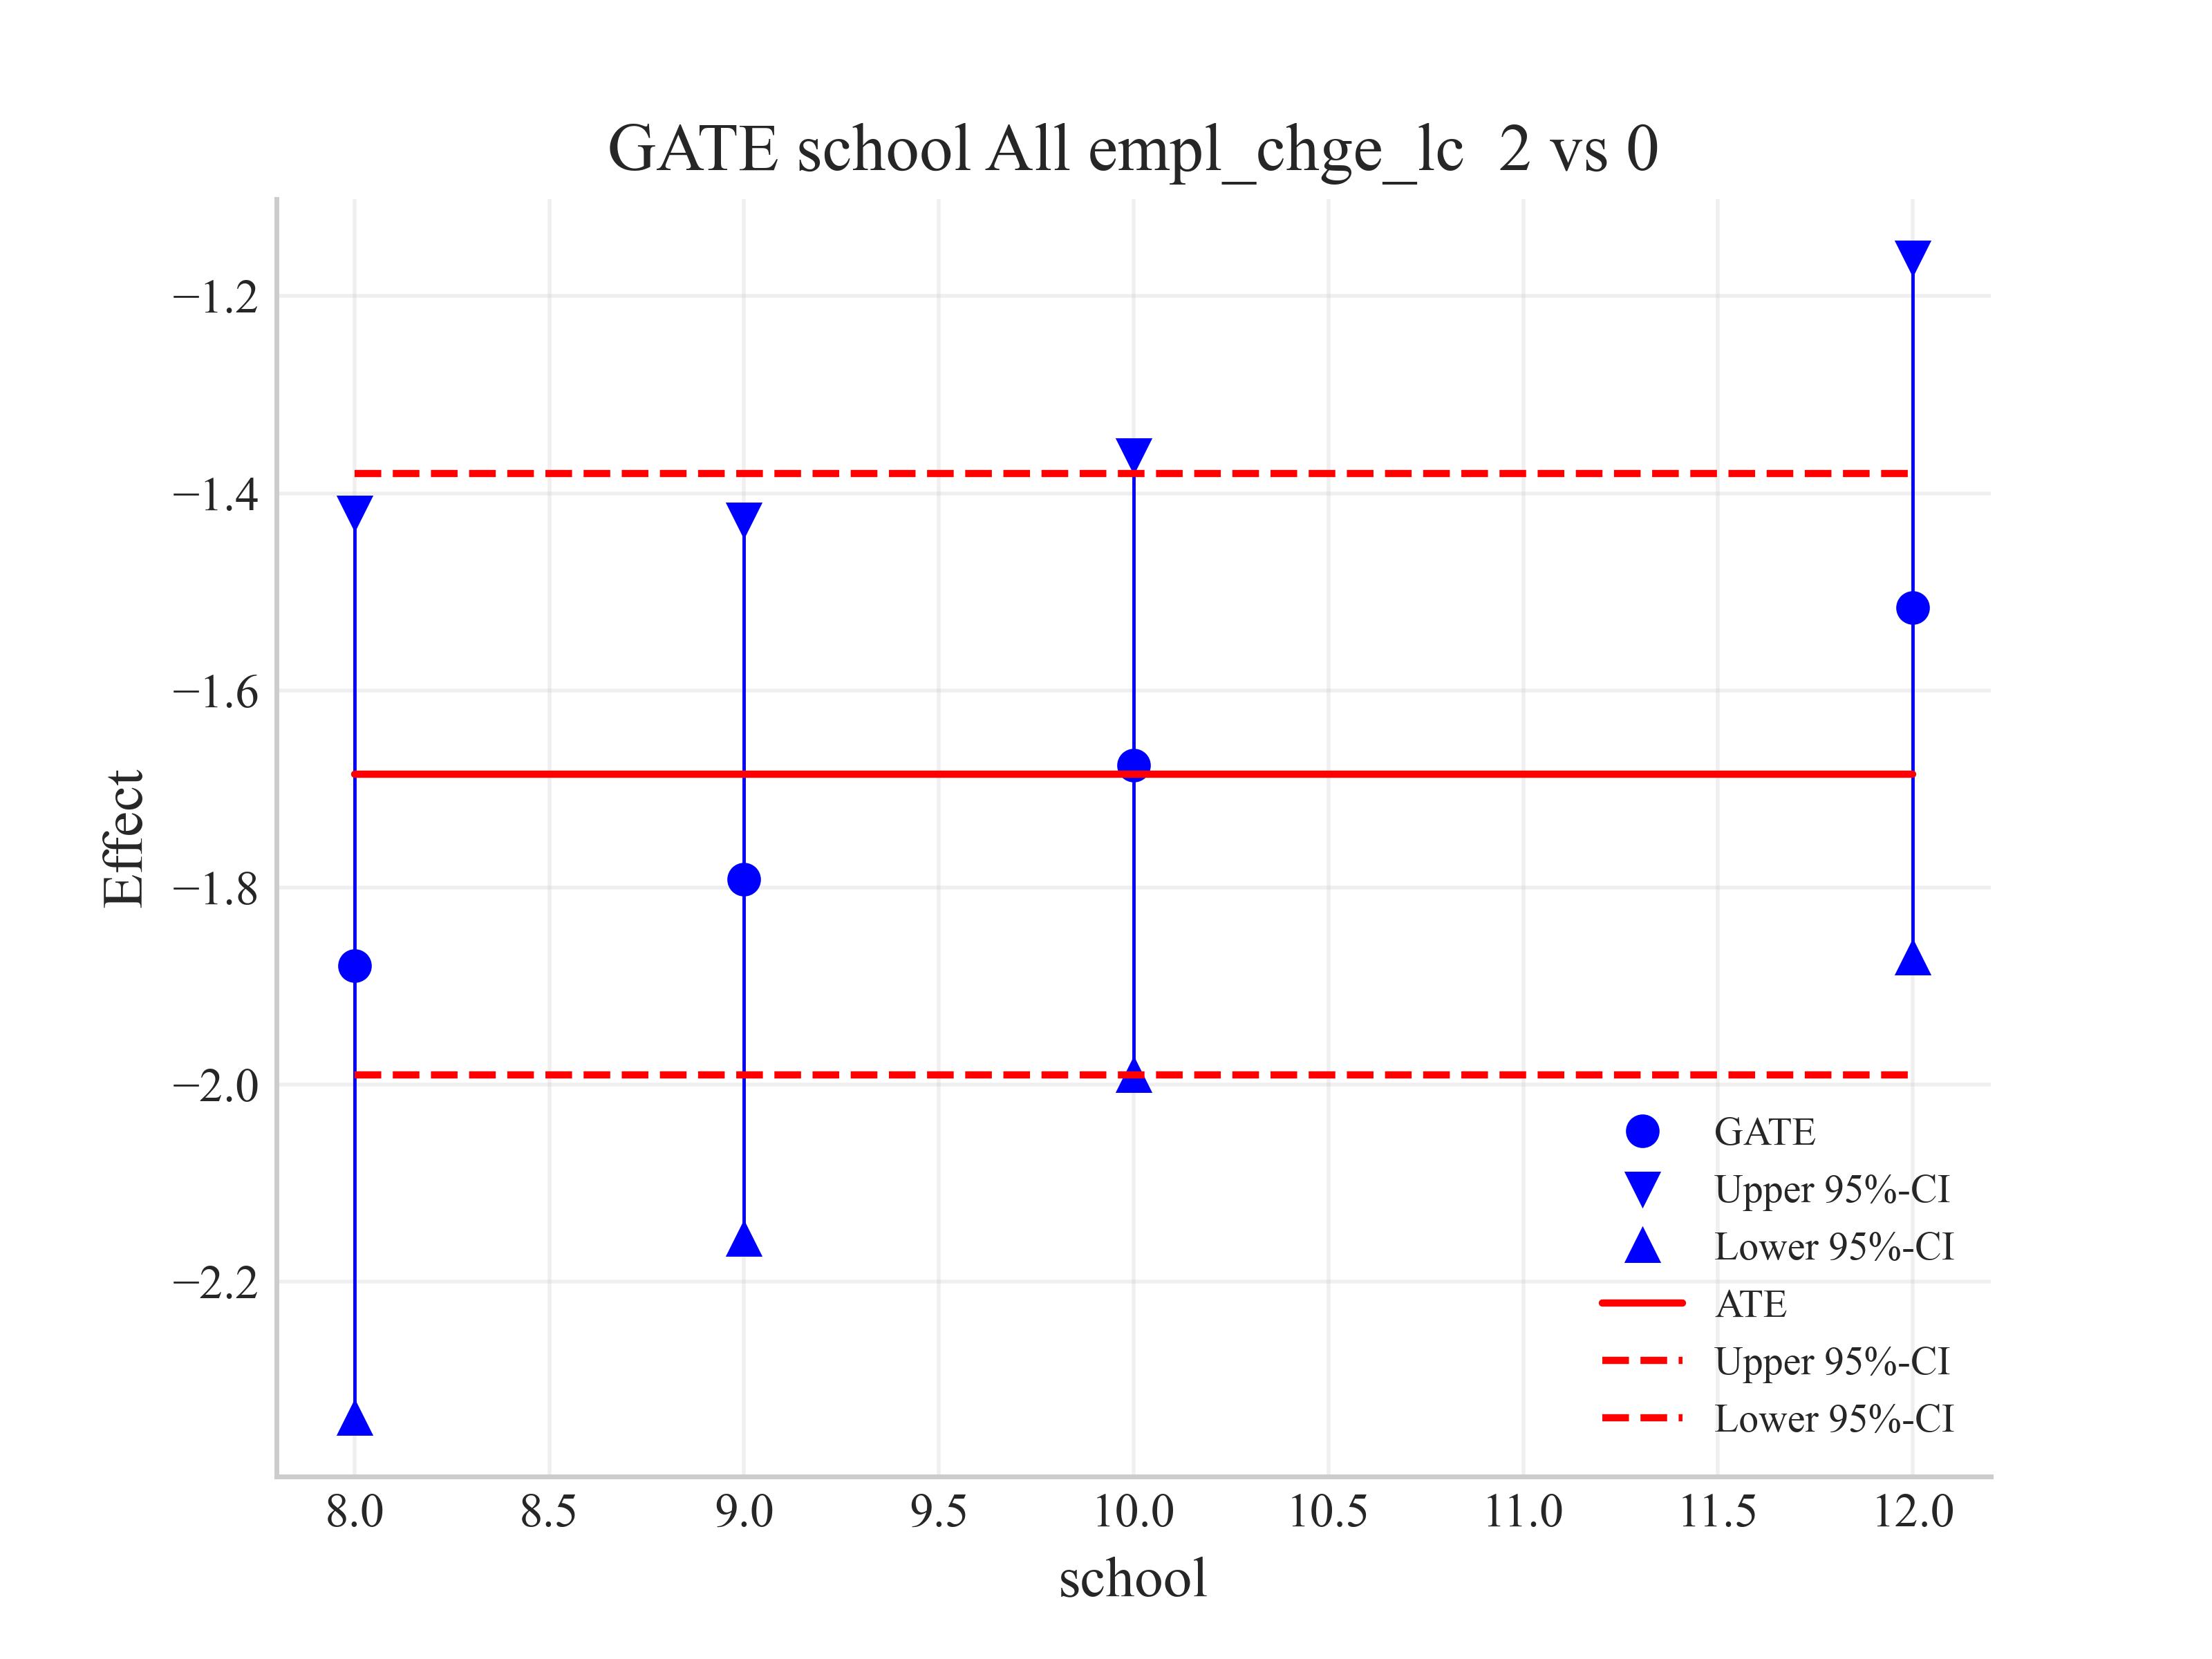 GATE school All empl_chge_lc  2 vs 0
Effect
−1.2
−1.4
−1.6
−1.8
−2.0
−2.2
GATE
Upper 95%-CI
Lower 95%-CI
ATE
Upper 95%-CI
Lower 95%-CI
8.0 8.5 9.0 9.5 10.0 10.5 11.0 11.5 12.0
school